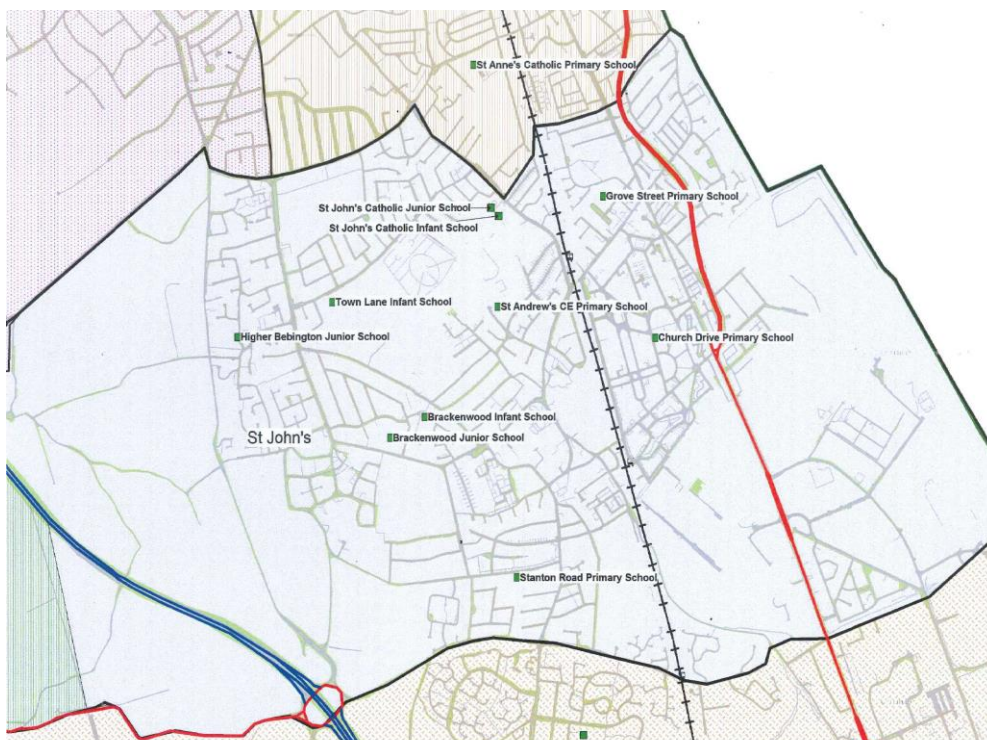 St Anne's Catholic Primary School
Grove Street Primary School
St John's Catholic Junior School
St John's Catholic Infant School
Town Lane Infant School
St Andrew's CE Primary School
Higher Bebington Junior School
Church Drive Primary School
Brackenwood Infant School
St John's
Brackenwood Junior School
Stanton Road Primary School